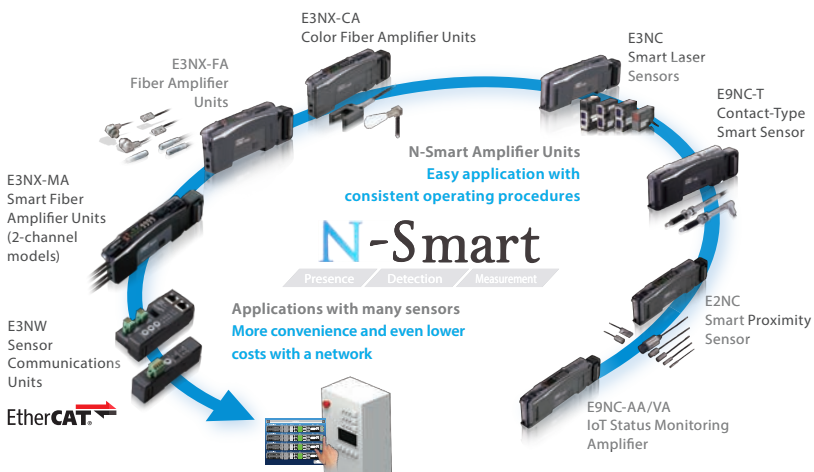 E3NX-CA
Color Fiber Amplifier Units
E3NX-FA
Fiber Amplifier
Units
E3NC
Smart Laser
Sensors
E9NC-T
Contact-Type
Smart Sensor
N-Smart Amplifier Units
Easy application with
consistent operating procedures
E3NX-MA
Smart Fiber
Amplifier Units
(2-channel
models)
N-Smart
Presence / Detection / Measurement
Applications with many sensors
More convenience and even lower
costs with a network
E2NC
Smart Proximity
Sensor
E3NW
Sensor
Communications
Units
EtherCAT®
E9NC-AA/VA
IoT Status Monitoring
Amplifier